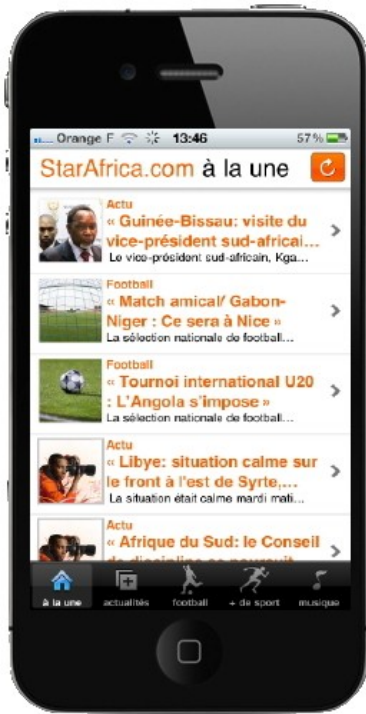 Orange F 13:46 57%
StarAfrica.com à la une
Actu
« Guinée-Bissau: visite du
vice-président sud-africai...
Le vice-président sud-africain, Kga...
Football
« Match amical/ Gabon-
Niger : Ce sera à Nice »
La sélection nationale de football...
Football
« Tournoi international U20
: L'Angola s'impose »
La sélection nationale de football...
Actu
« Libye: situation calme sur
le front à l'est de Syrte,...
La situation était calme mardi mati...
Actu
« Afrique du Sud: le Conseil
de discipline se poursuit
à la une actualités football + de sport musique